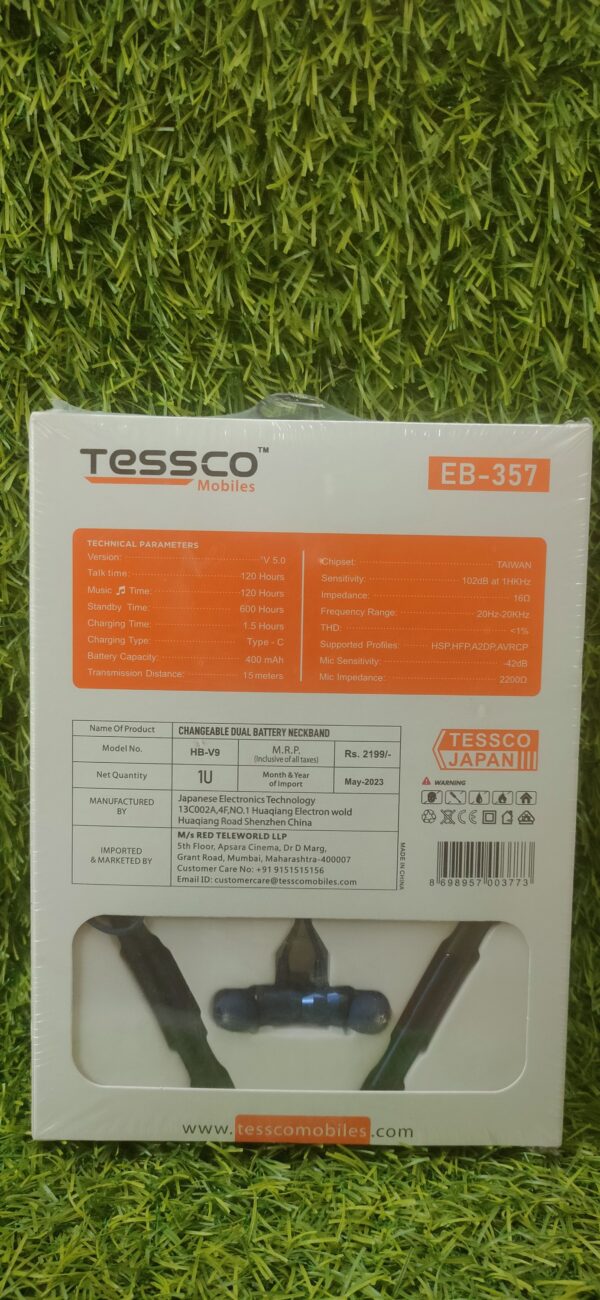 TESSCO™
Mobiles
EB-357
TECHNICAL PARAMETERS
Version: V 5.0
Talk time: 120 Hours
Music Time: 120 Hours
Standby Time: 600 Hours
Charging Time: 1.5 Hours
Charging Type: Type - C
Battery Capacity: 400 mAh
Transmission Distance: 15 meters
Chipset: TAIWAN
Sensitivity: 102dB at 1HKHz
Impedance: 16Ω
Frequency Range: 20Hz-20KHz
THD: <1%
Supported Profiles: HSP,HFP,A2DP,AVRCP
Mic Sensitivity: -42dB
Mic Impedance: 2200Ω
Name Of Product CHANGEABLE DUAL BATTERY NECKBAND
Model No. HB-V9 M.R.P. (Inclusive of all taxes) Rs. 2199/-
Net Quantity 1U Month & Year of import May-2023
MANUFACTURED BY
Japanese Electronics Technology
13C002A,4F,NO.1 Huaqiang Electron wold
Huaqiang Road Shenzhen China
IMPORTED & MARKETED BY
M/s RED TELEWORLD LLP
5th Floor, Apsara Cinema, Dr D Marg,
Grant Road, Mumbai, Maharashtra-400007
Customer Care No: +91 9151515156
Email ID: customercare@tesscomobiles.com
MADE IN CHINA
TESSCO
JAPAN
WARNING
CE
8 698957 003773
www.tesscomobiles.com